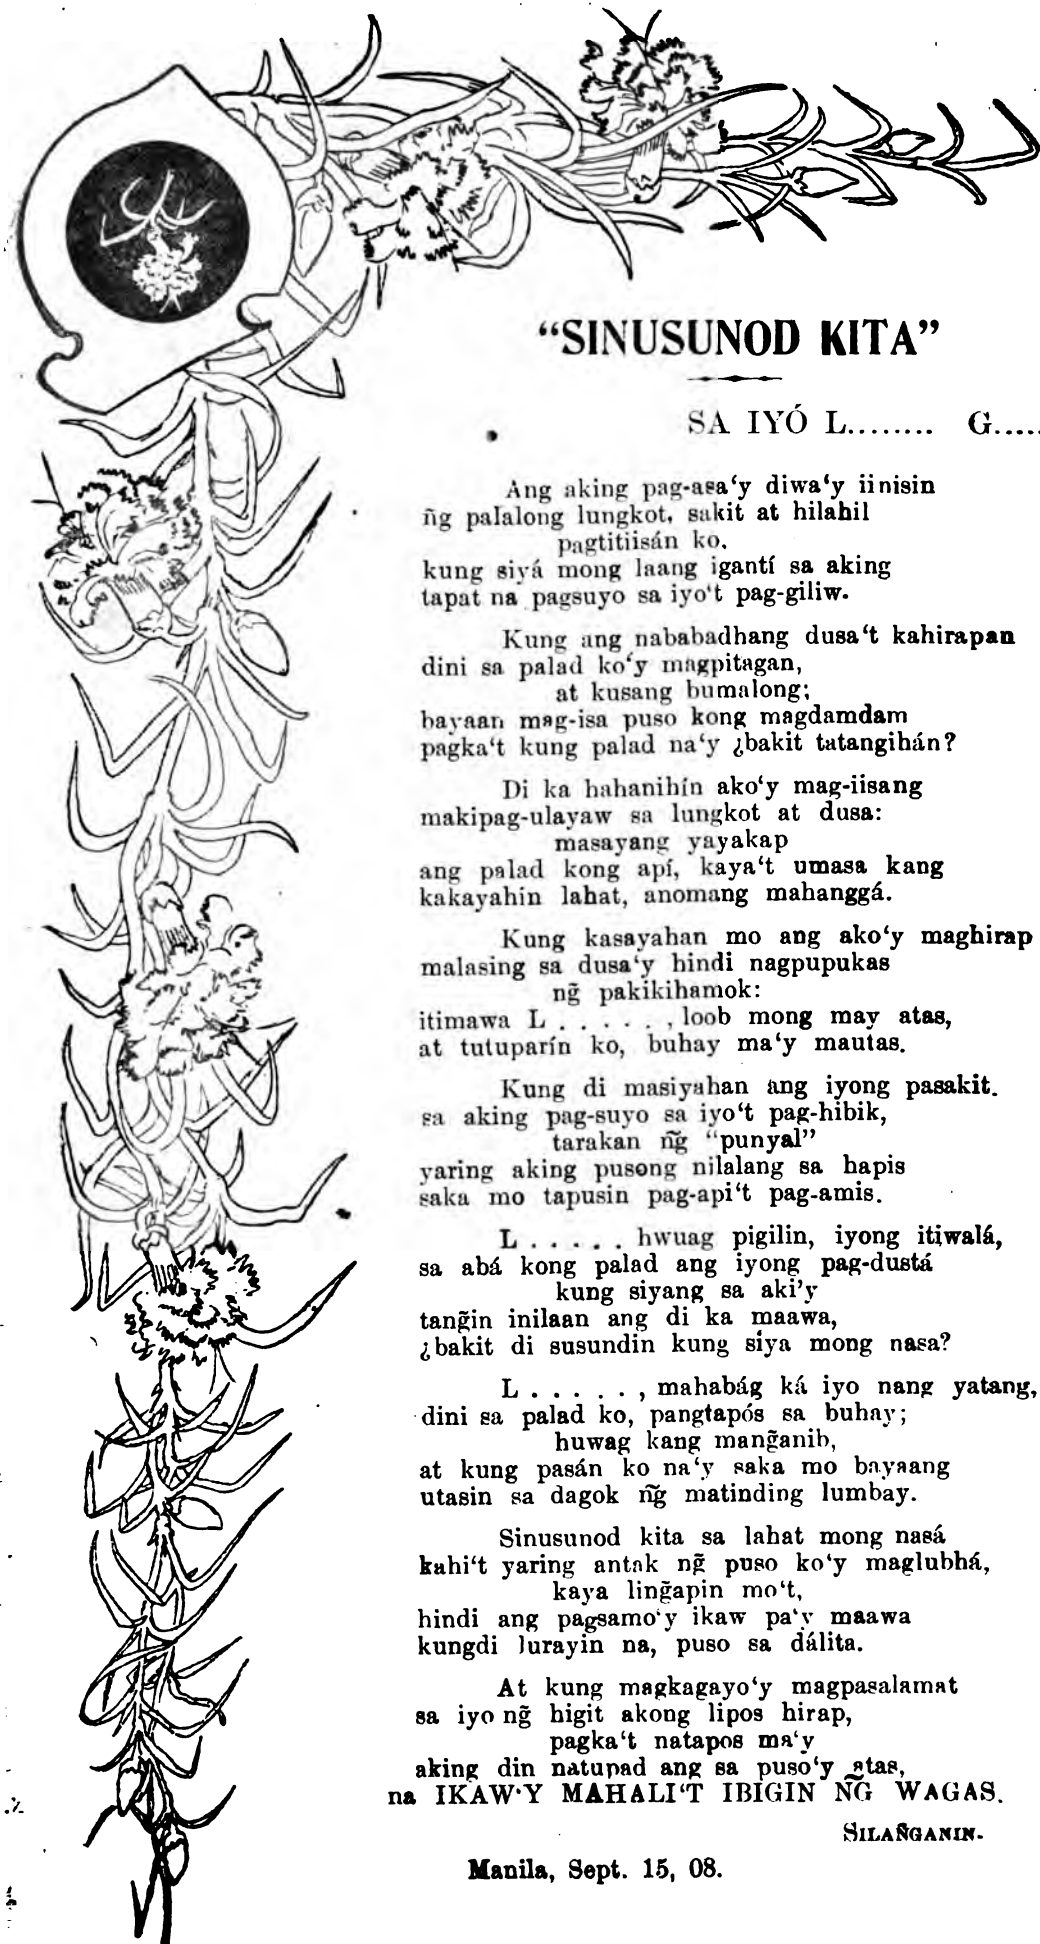 “SINUSUNOD KITA”
SA IYÓ L........ G.....
Ang aking pag-asa‘y diwa‘y iinisin
n͠g palalong lungkot, sakit at hilahil
pagtitiisán ko,
kung siyá mong laang igantí sa aking
tapat na pagsuyo sa iyo‘t pag-giliw.
Kung ang nababadhang dusa‘t kahirapan
dini sa palad ko‘y magpitagan,
at kusang bumalong;
bayaan mag-isa puso kong magdamdam
pagka‘t kung palad na‘y ¿bakit tatangihán?
Di ka hahanihín ako‘y mag-iisang
makipag-ulayaw sa lungkot at dusa:
masayang yayakap
ang palad kong apí, kaya‘t umasa kang
kakayahin lahat, anomang mahanggá.
Kung kasayahan mo ang ako‘y maghirap
malasing sa dusa‘y hindi nagpupukas
ng̃ pakikihamok:
itimawa L . . . . . . , loob mong may atas,
at tutuparín ko, buhay ma‘y mautas.
Kung di masiyahan ang iyong pasakit.
sa aking pag-suyo sa iyo‘t pag-hibik,
tarakan n͠g “punyal”
yaring aking pusong nilalang sa hapis
saka mo tapusin pag-api‘t pag-amis.
L . . . . . hwuag pigilin, iyong itiwalá,
sa abá kong palad ang iyong pag-dustá
kung siyang sa aki’y
tang̃in inilaan ang di ka maawa,
¿bakit di susundin kung siya mong nasa?
L . . . . . . , mahabág ká iyo nang yatang,
dini sa palad ko, pangtapós sa buhay;
huwag kang mang̃anib,
at kung pasán ko na‘y saka mo bayaang
utasin sa dagok n͠g matinding lumbay.
Sinusunod kita sa lahat mong nasá
kahi‘t yaring antak ng̃ puso ko‘y maglubhá,
kaya ling̃apin mo‘t,
hindi ang pagsamo‘y ikaw pa‘y maawa
kungdi lurayin na, puso sa dálita.
At kung magkagayo‘y magpasalamat
sa iyo ng̃ higit akong lipos hirap,
pagka‘t natapos ma‘y
aking din natupad ang sa puso‘y atas,
na IKAW‘Y MAHALI‘T IBIGIN N͠G WAGAS.
SILAÑGANIN.
Manila, Sept. 15, 08.